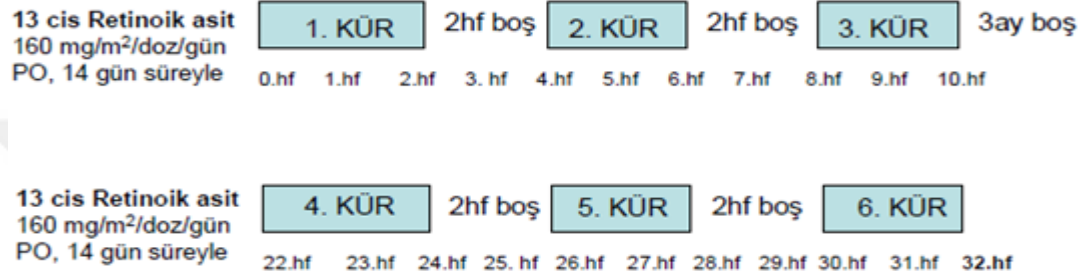 13 cis Retinoik asit
160 mg/m²/doz/gün
PO, 14 gün süreyle
1. KÜR 2hf boş 2. KÜR 2hf boş 3. KÜR 3ay boş
0.hf 1.hf 2.hf 3. hf 4.hf 5.hf 6.hf 7.hf 8.hf 9.hf 10.hf
13 cis Retinoik asit
160 mg/m²/doz/gün
PO, 14 gün süreyle
4. KÜR 2hf boş 5. KÜR 2hf boş 6. KÜR
22.hf 23.hf 24.hf 25. hf 26.hf 27.hf 28.hf 29.hf 30.hf 31.hf 32.hf